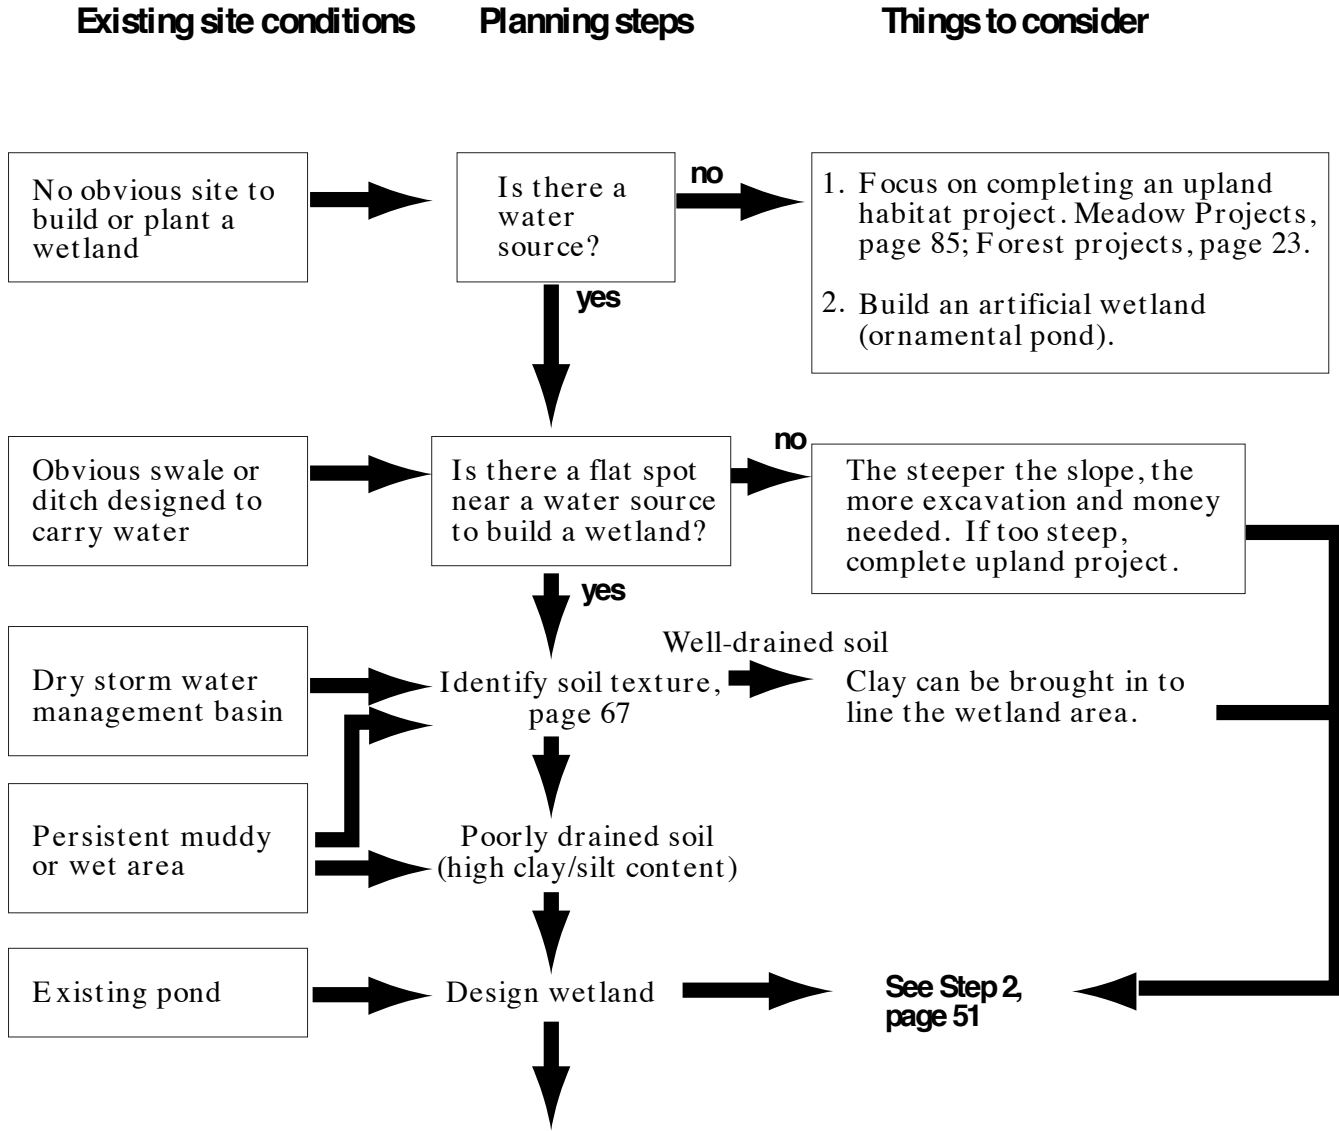 Existing site conditions
Planning steps
Things to consider
No obvious site to
build or plant a
wetland
Is there a
water
source?
no
yes
1. Focus on completing an upland
habitat project. Meadow Projects,
page 85; Forest projects, page 23.
2. Build an artificial wetland
(ornamental pond).
Obvious swale or
ditch designed to
carry water
Is there a flat spot
near a water source
to build a wetland?
no
yes
The steeper the slope, the
more excavation and money
needed. If too steep,
complete upland project.
Dry storm water
management basin
Identify soil texture,
page 67
Well-drained soil
Clay can be brought in to
line the wetland area.
Persistent muddy
or wet area
Poorly drained soil
(high clay/silt content)
Existing pond
Design wetland
See Step 2,
page 51